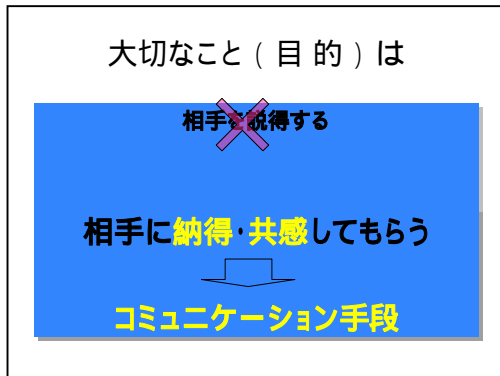 大切なこと(目的)は
相手を説得する
相手に納得・共感してもらう
コミュニケーション手段